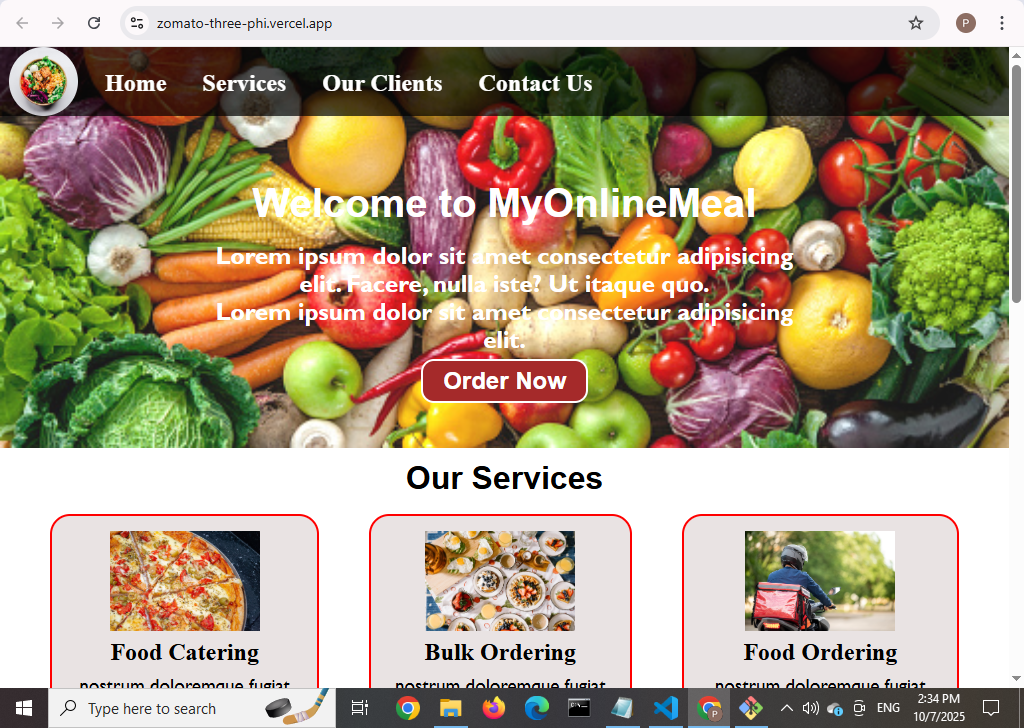 zomato-three-phi.vercel.app
P
Home Services Our Clients Contact Us
Welcome to MyOnlineMeal
Lorem ipsum dolor sit amet consectetur adipisicing
elit. Facere, nulla iste? Ut itaque quo.
Lorem ipsum dolor sit amet consectetur adipisicing
elit.
Order Now
Our Services
Food Catering
nostrum doloremque fugiat
Bulk Ordering
nostrum doloremque fugiat
Food Ordering
nostrum doloremque fugiat
Type here to search
P
ENG
2:34 PM
10/7/2025